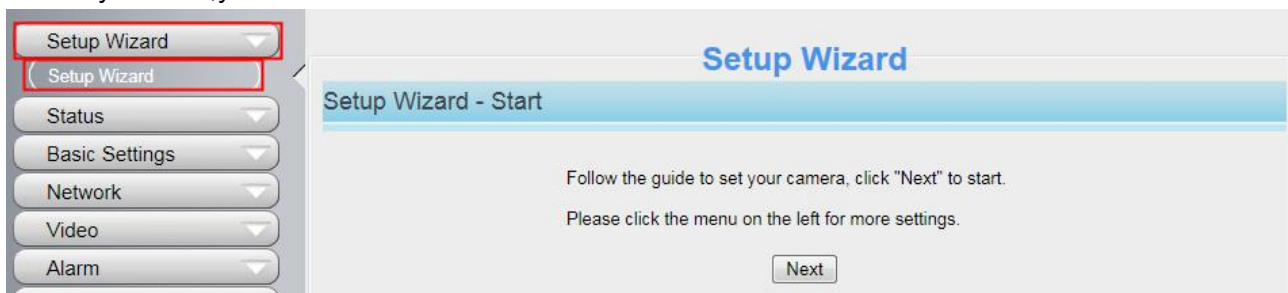 Setup Wizard
Setup Wizard
Status
Basic Settings
Network
Video
Alarm
Setup Wizard
Setup Wizard - Start
Follow the guide to set your camera, click "Next" to start.
Please click the menu on the left for more settings.
Next